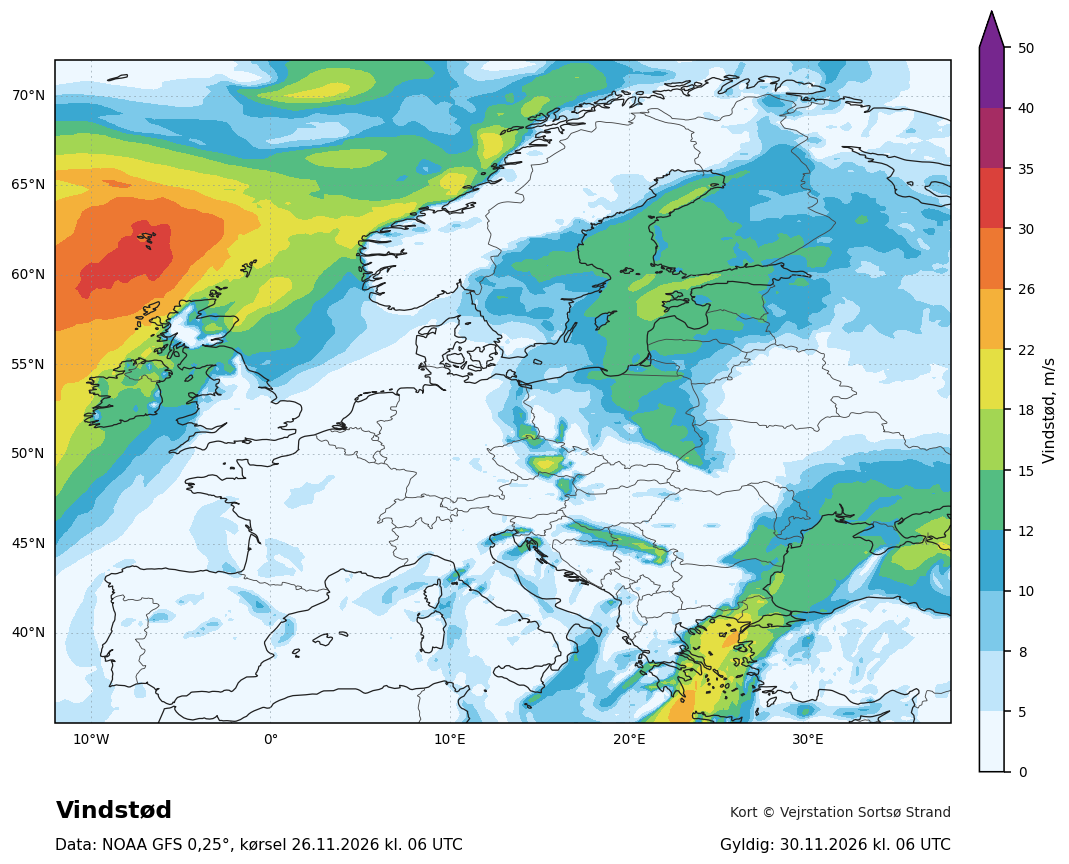 50
40
35
30
26
22
18
15
12
10
8
5
0
Vindstød, m/s
70°N
65°N
60°N
55°N
50°N
45°N
40°N
10°W
0°
10°E
20°E
30°E
Vindstød
Kort © Vejrstation Sortsø Strand
Data: NOAA GFS 0,25°, kørsel 26.11.2026 kl. 06 UTC
Gyldig: 30.11.2026 kl. 06 UTC